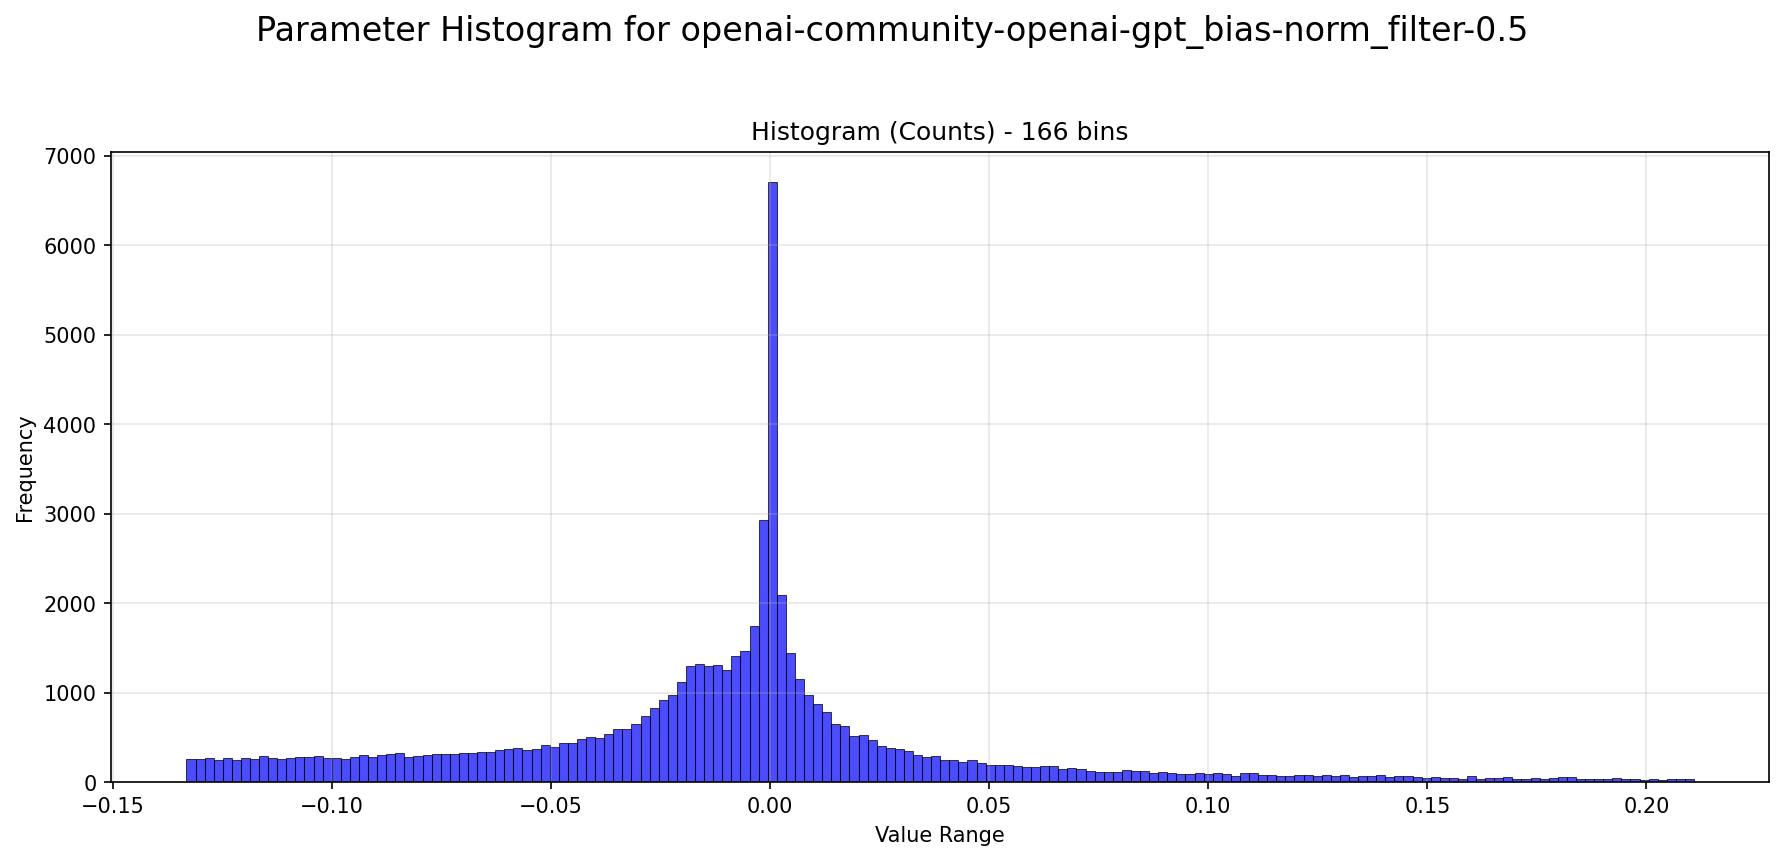 Parameter Histogram for openai-community-openai-gpt_bias-norm_filter-0.5
Histogram (Counts) - 166 bins
7000
6000
5000
4000
3000
2000
1000
0
Frequency
−0.15 −0.10 −0.05 0.00 0.05 0.10 0.15 0.20
Value Range